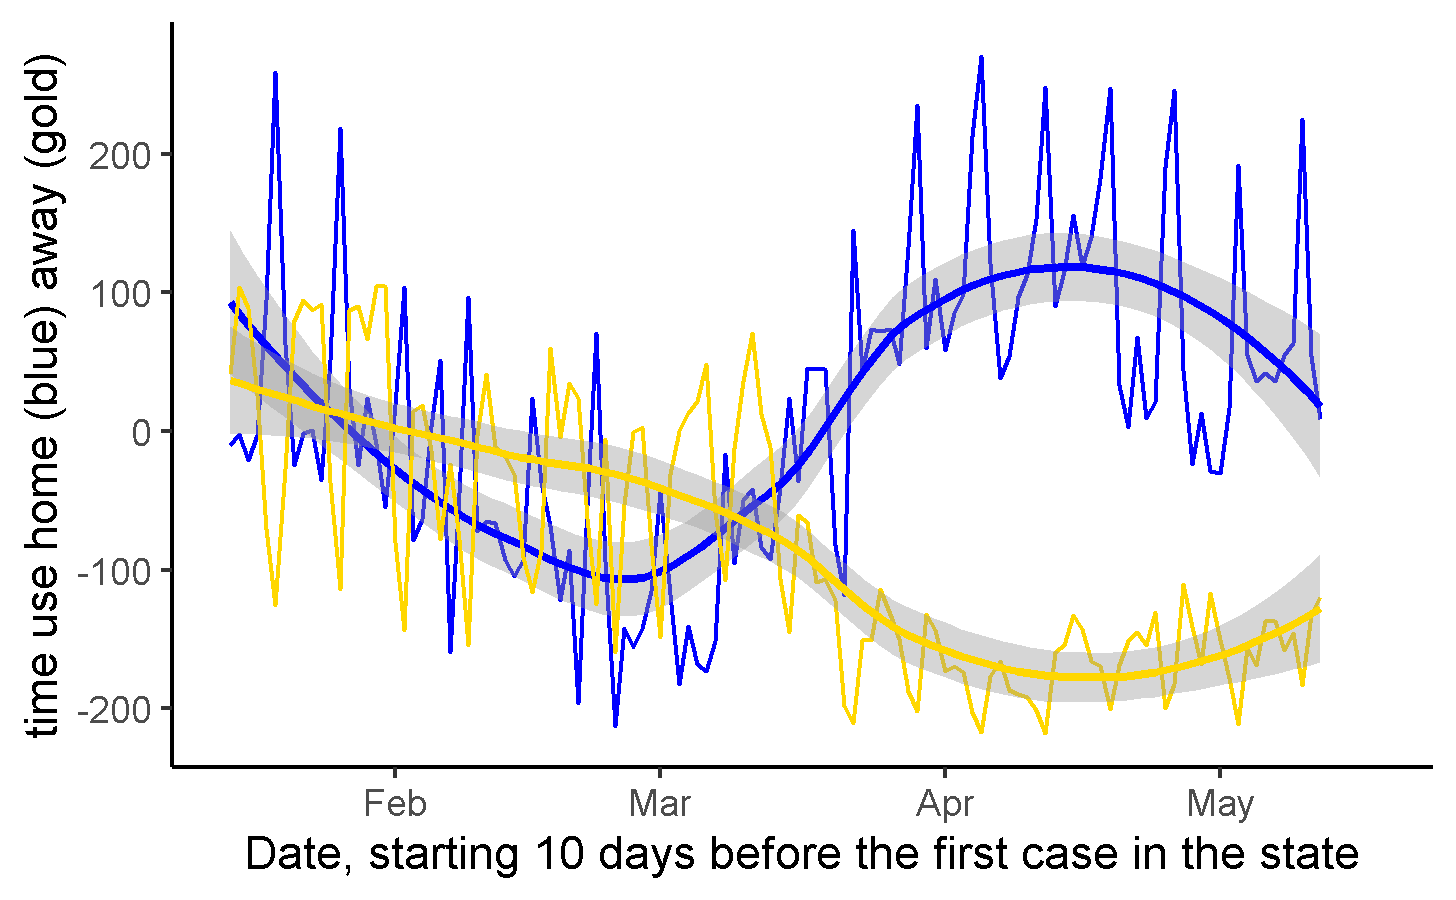 time use home (blue) away (gold)
200
100
0
-100
-200
Feb Mar Apr May
Date, starting 10 days before the first case in the state